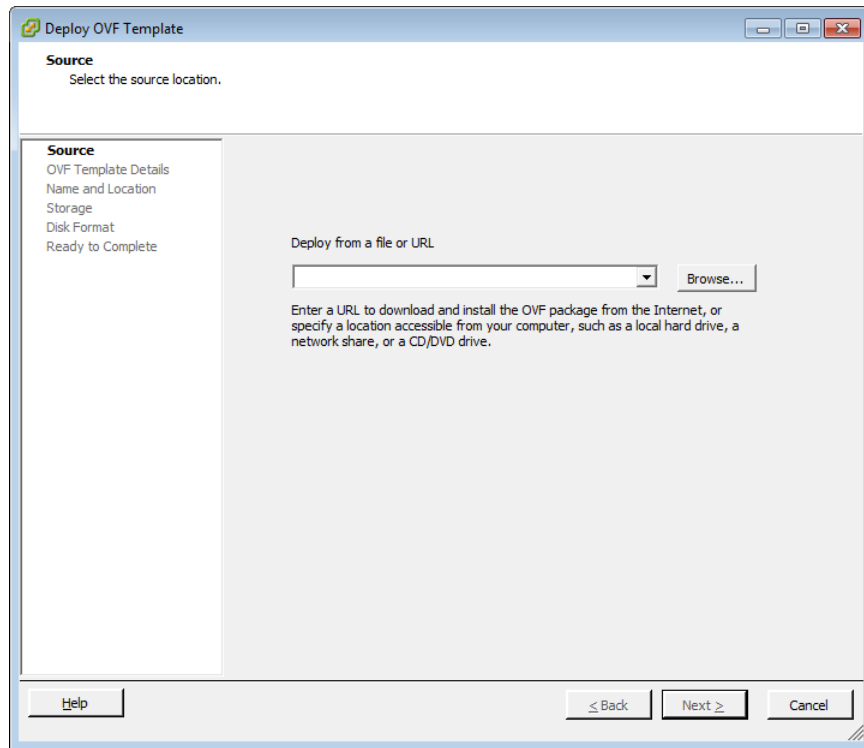 Deploy OVF Template
Source
Select the source location.
Source
OVF Template Details
Name and Location
Storage
Disk Format
Ready to Complete
Deploy from a file or URL
Browse...
Enter a URL to download and install the OVF package from the Internet, or
specify a location accessible from your computer, such as a local hard drive, a
network share, or a CD/DVD drive.
Help
< Back
Next >
Cancel